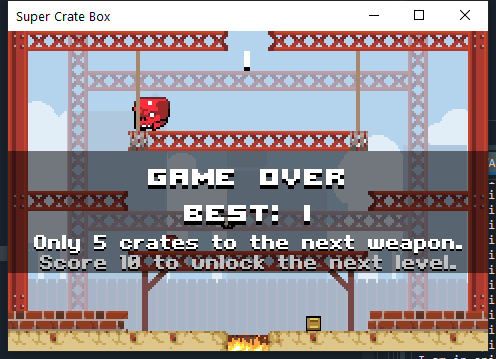 Super Crate Box
1
GAME OVER
BEST: 1
Only 5 crates to the next weapon.
Score 10 to unlock the next level.